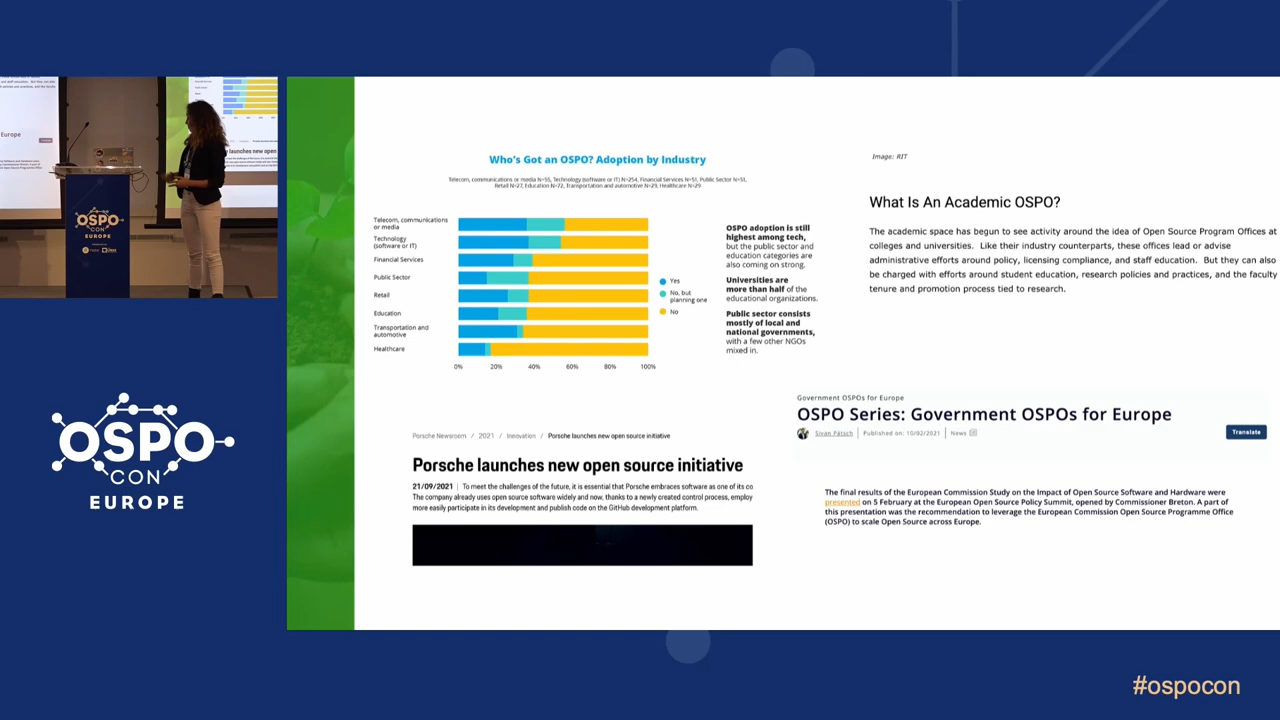 Who's Got an OSPO? Adoption by Industry
Telecom, communications or media N=55, Technology (software or IT) N=254, Financial Services N=51, Public Sector N=51,
Retail N=27, Education N=72, Transportation and automotive N=29, Healthcare N=29
Telecom, communications
or media
Technology
(software or IT)
Financial Services
Public Sector
Retail
Education
Transportation and
automotive
Healthcare
0% 20% 40% 60% 80% 100%
Yes
No, but
planning one
No
OSPO adoption is still
highest among tech,
but the public sector and
education categories are
also coming on strong.
Universities are
more than half of the
educational organizations.
Public sector consists
mostly of local and
national governments,
with a few other NGOs
mixed in.
Image: RIT
What Is An Academic OSPO?
The academic space has begun to see activity around the idea of Open Source Program Offices at
colleges and universities. Like their industry counterparts, these offices lead or advise
administrative efforts around policy, licensing compliance, and staff education. But they can also
be charged with efforts around student education, research policies and practices, and the faculty
tenure and promotion process tied to research.
Porsche Newsroom / 2021 / Innovation / Porsche launches new open source initiative
Porsche launches new open source initiative
21/09/2021 | To meet the challenges of the future, it is essential that Porsche embraces software as one of its co
The company already uses open source software widely and now, thanks to a newly created control process, employ
more easily participate in its development and publish code on the GitHub development platform.
Government OSPOs for Europe
OSPO Series: Government OSPOs for Europe
Sivan Pätsch | Published on: 10/02/2021 | News
Translate
The final results of the European Commission Study on the Impact of Open Source Software and Hardware were
presented on 5 February at the European Open Source Policy Summit, opened by Commissioner Breton. A part of
this presentation was the recommendation to leverage the European Commission Open Source Programme Office
(OSPO) to scale Open Source across Europe.
OSPO
CON
EUROPE
OSPO
CON
EUROPE
#ospocon